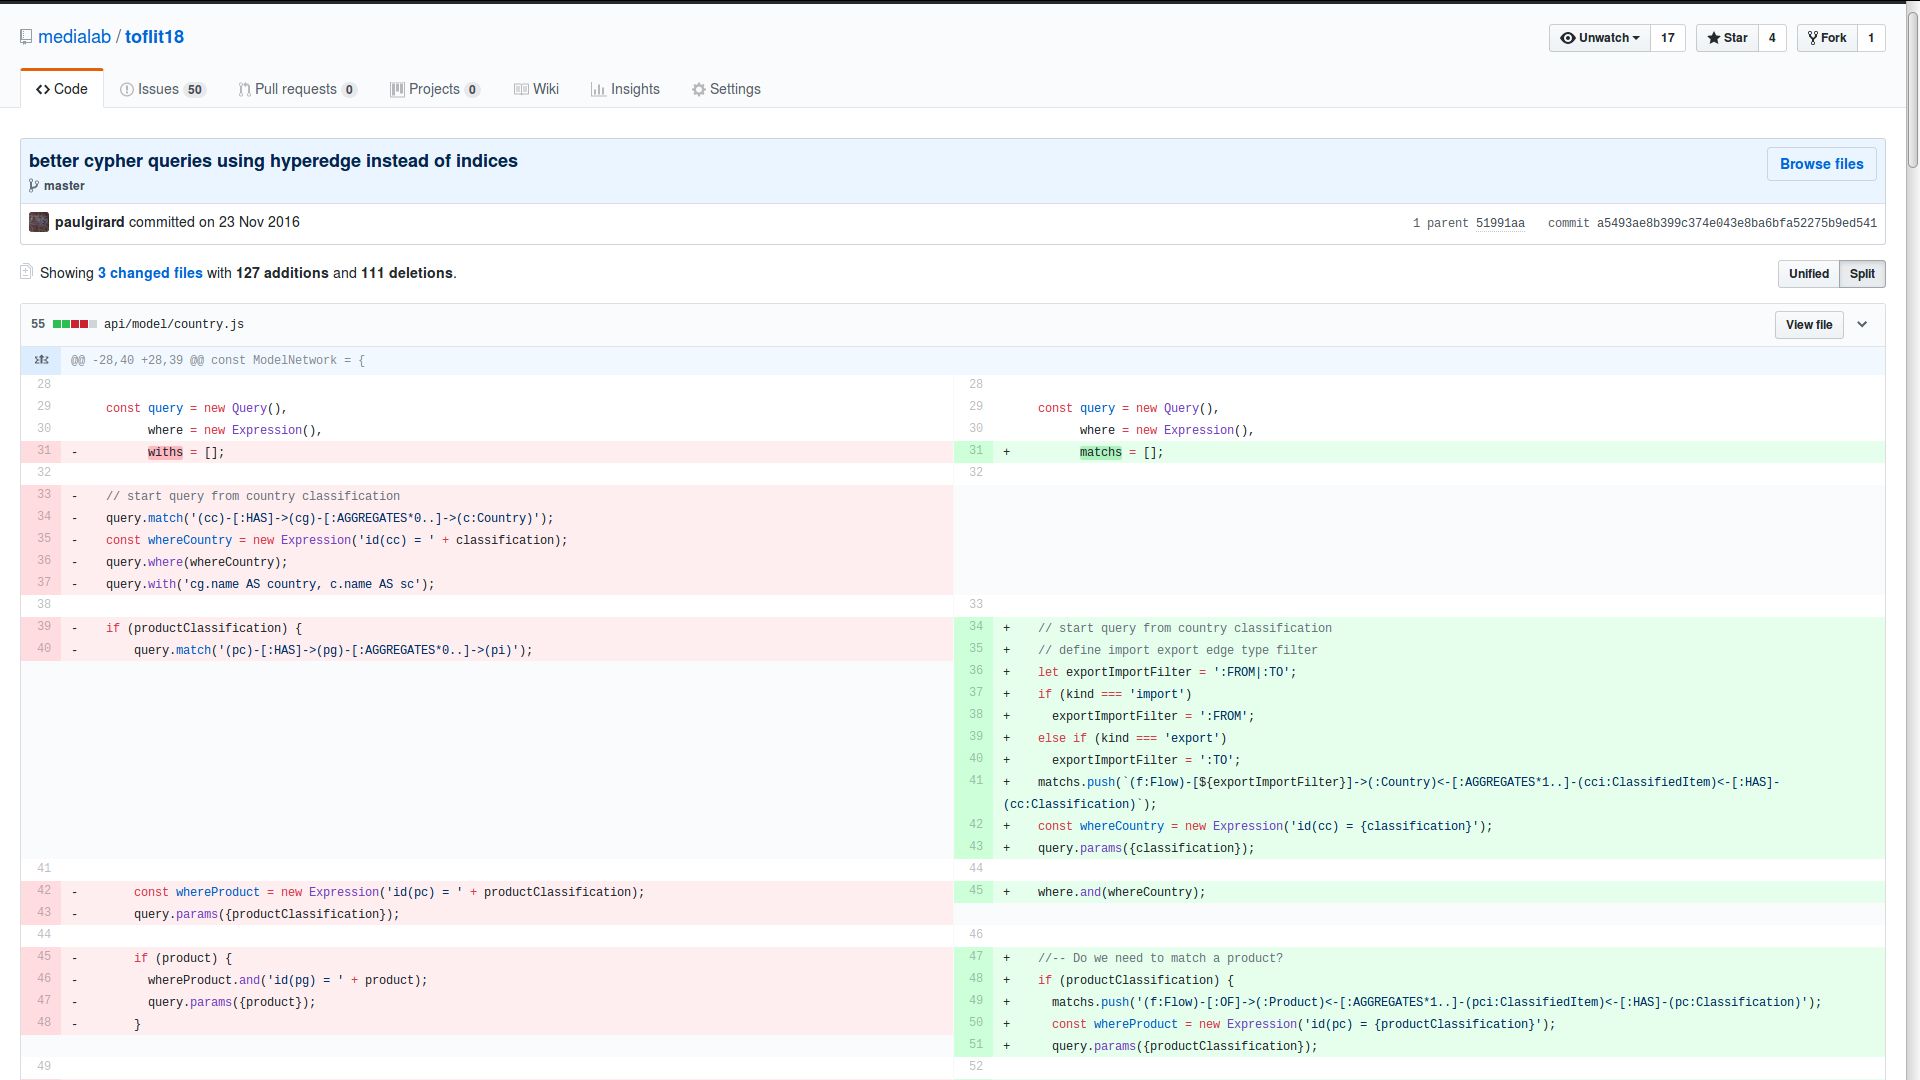 medialab / toflit18
Unwatch 17 Star 4 Fork 1
Code Issues 50 Pull requests 0 Projects 0 Wiki Insights Settings
better cypher queries using hyperedge instead of indices
Browse files
master
paulgirard committed on 23 Nov 2016
1 parent 51991aa commit a5493ae8b399c374e043e8ba6bfa52275b9ed541
Showing 3 changed files with 127 additions and 111 deletions.
Unified Split
55 api/model/country.js
View file
@@ -28,40 +28,39 @@ const ModelNetwork = {
28
29 const query = new Query(),
30 where = new Expression(),
31 - withs = [];
32
33 - // start query from country classification
34 - query.match('(cc)-[:HAS]->(cg)-[:AGGREGATES*0..]->(c:Country)');
35 - const whereCountry = new Expression('id(cc) = ' + classification);
36 - query.where(whereCountry);
37 - query.with('cg.name AS country, c.name AS sc');
38
39 - if (productClassification) {
40 - query.match('(pc)-[:HAS]->(pg)-[:AGGREGATES*0..]->(pi)');
41
42 - const whereProduct = new Expression('id(pc) = ' + productClassification);
43 - query.params({productClassification});
44
45 - if (product) {
46 - whereProduct.and('id(pg) = ' + product);
47 - query.params({product});
48 - }
49
28
29 const query = new Query(),
30 where = new Expression(),
31 + matchs = [];
32
33
34 + // start query from country classification
35 + // define import export edge type filter
36 + let exportImportFilter = ':FROM|:TO';
37 + if (kind === 'import')
38 + exportImportFilter = ':FROM';
39 + else if (kind === 'export')
40 + exportImportFilter = ':TO';
41 + matchs.push(`(f:Flow)-[${exportImportFilter}]->(:Country)<-[:AGGREGATES*1..]-(cci:ClassifiedItem)<-[:HAS]-
(cc:Classification)`);
42 + const whereCountry = new Expression('id(cc) = {classification}');
43 + query.params({classification});
44
45 + where.and(whereCountry);
46
47 + //-- Do we need to match a product?
48 + if (productClassification) {
49 + matchs.push('(f:Flow)-[:OF]->(:Product)<-[:AGGREGATES*1..]-(pci:ClassifiedItem)<-[:HAS]-(pc:Classification)');
50 + const whereProduct = new Expression('id(pc) = {productClassification}');
51 + query.params({productClassification});
52